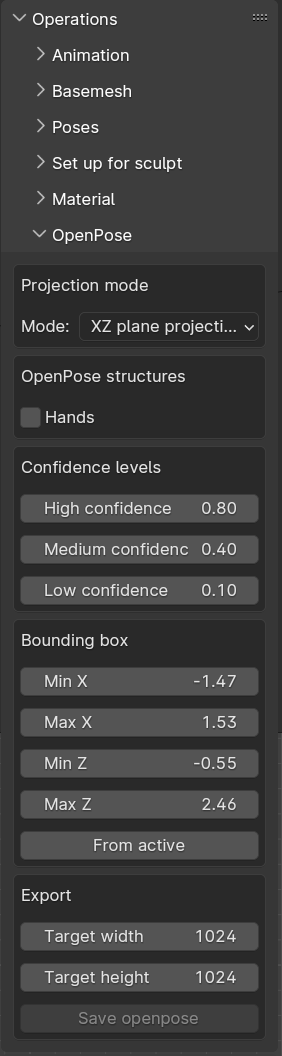 Operations
Animation
Basemesh
Poses
Set up for sculpt
Material
OpenPose
Projection mode
Mode: XZ plane projecti...
OpenPose structures
Hands
Confidence levels
High confidence 0.80
Medium confidenc 0.40
Low confidence 0.10
Bounding box
Min X -1.47
Max X 1.53
Min Z -0.55
Max Z 2.46
From active
Export
Target width 1024
Target height 1024
Save openpose